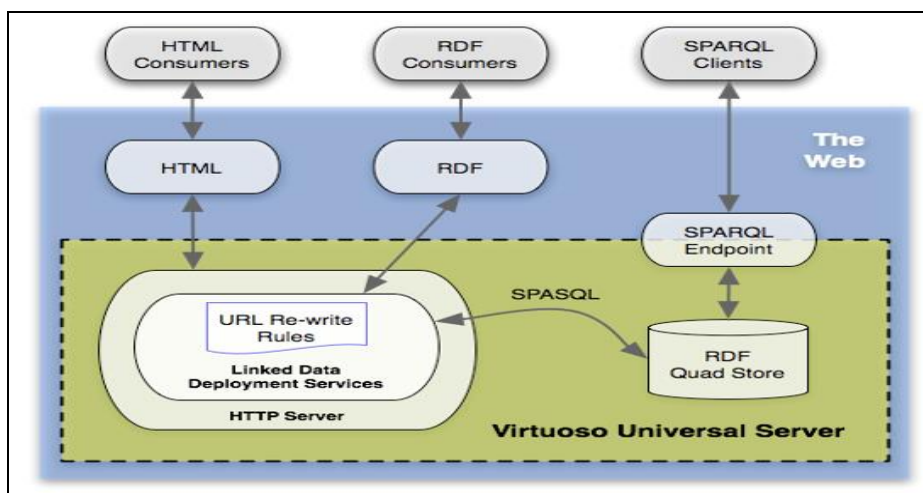 HTML
Consumers
RDF
Consumers
SPARQL
Clients
The
Web
HTML
RDF
SPARQL
Endpoint
SPASQL
URL Re-write
Rules
Linked Data
Deployment Services
HTTP Server
RDF
Quad Store
Virtuoso Universal Server